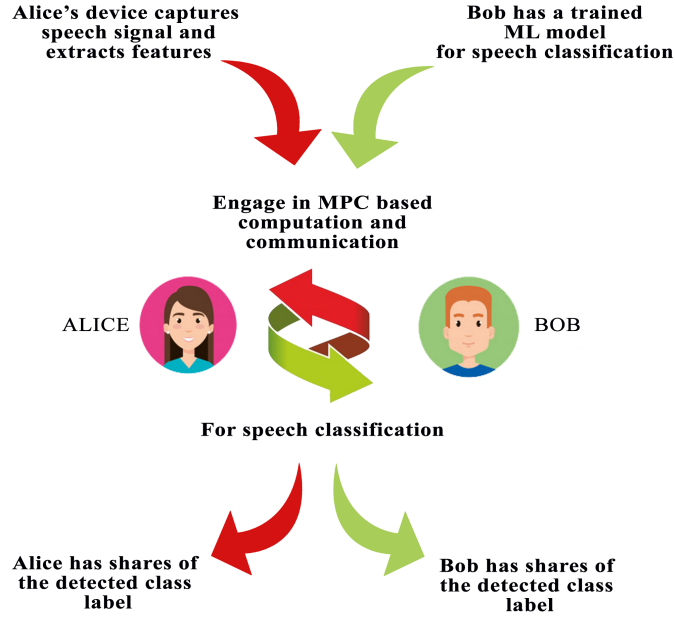 Alice's device captures
speech signal and
extracts features
Bob has a trained
ML model
for speech classification
Engage in MPC based
computation and
communication
ALICE
BOB
For speech classification
Alice has shares of
the detected class
label
Bob has shares of
the detected class
label